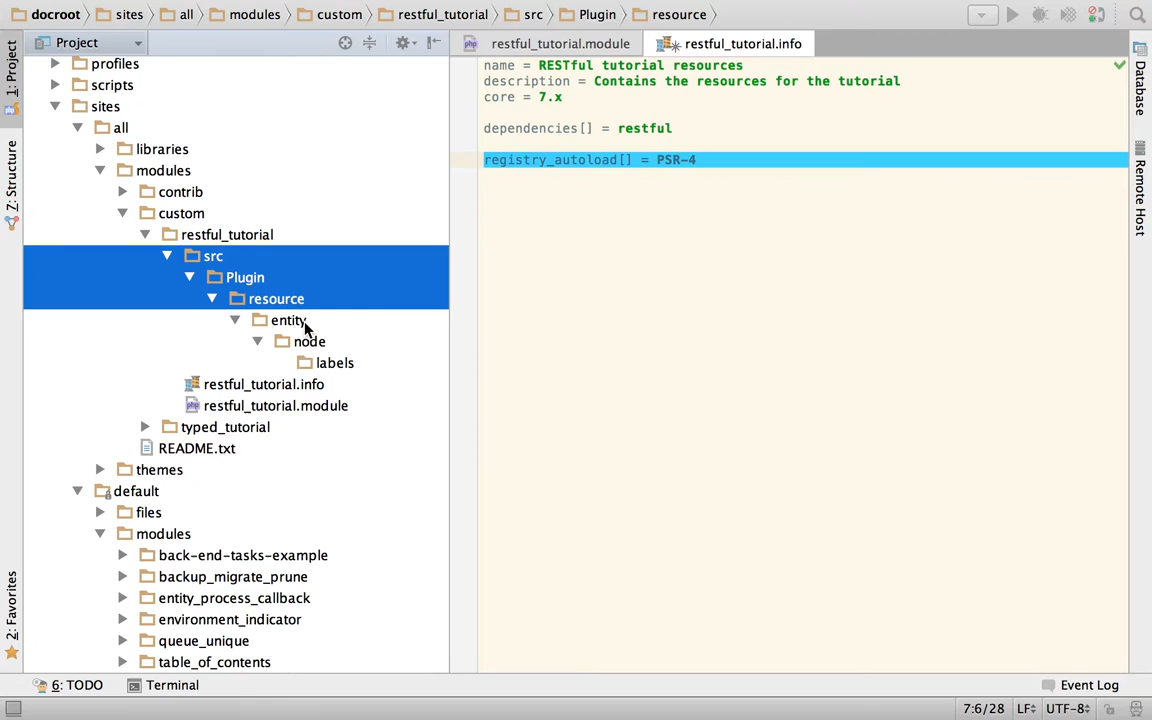 docroot sites all modules custom restful_tutorial src Plugin resource
Project
restful_tutorial.module
restful_tutorial.info
1: Project
Z: Structure
2: Favorites
profiles
scripts
sites
all
libraries
modules
contrib
custom
restful_tutorial
src
Plugin
resource
entity
node
labels
restful_tutorial.info
restful_tutorial.module
typed_tutorial
README.txt
themes
default
files
modules
back-end-tasks-example
backup_migrate_prune
entity_process_callback
environment_indicator
queue_unique
table_of_contents
name = RESTful tutorial resources
description = Contains the resources for the tutorial
core = 7.x
dependencies[] = restful
registry_autoload[] = PSR-4
Database
Remote Host
6: TODO
Terminal
Event Log
7:6/28 LF UTF-8